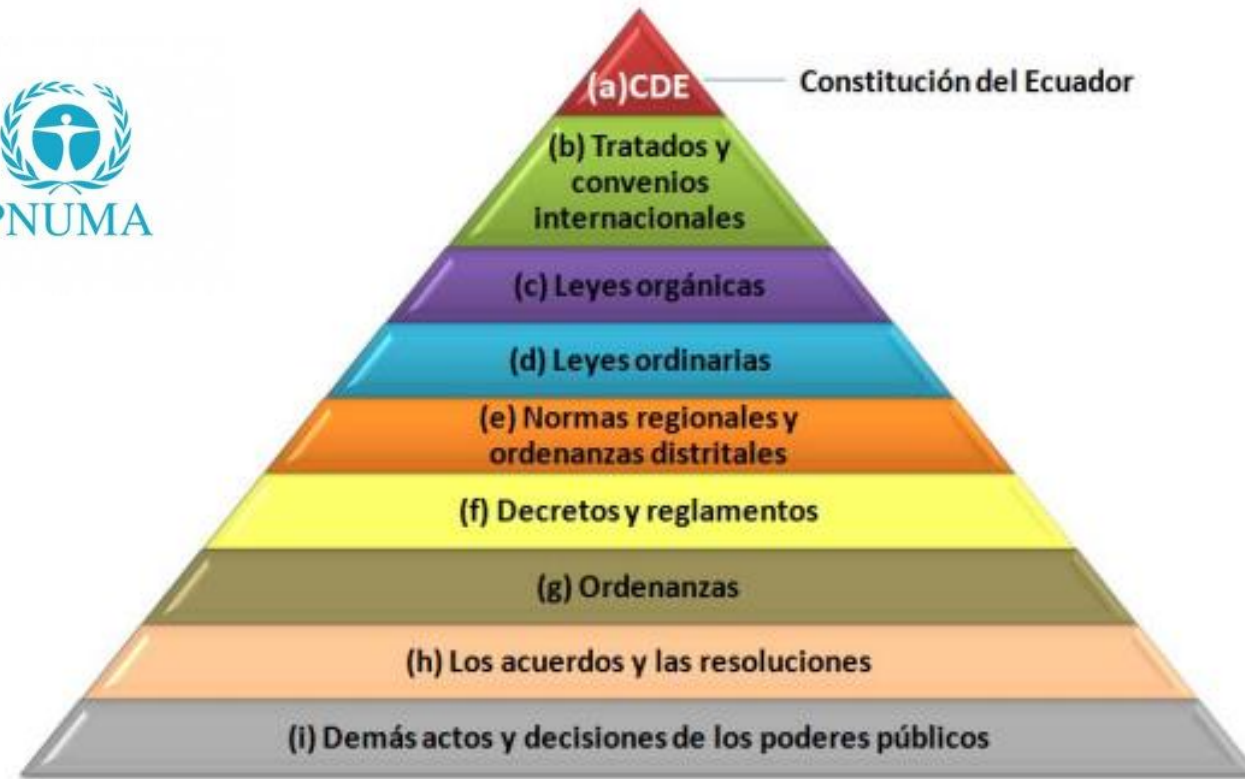 (a)CDE
Constitución del Ecuador
PNUMA
(b) Tratados y
convenios
internacionales
(c) Leyes orgánicas
(d) Leyes ordinarias
(e) Normas regionales y
ordenanzas distritales
(f) Decretos y reglamentos
(g) Ordenanzas
(h) Los acuerdos y las resoluciones
(i) Demás actos y decisiones de los poderes públicos